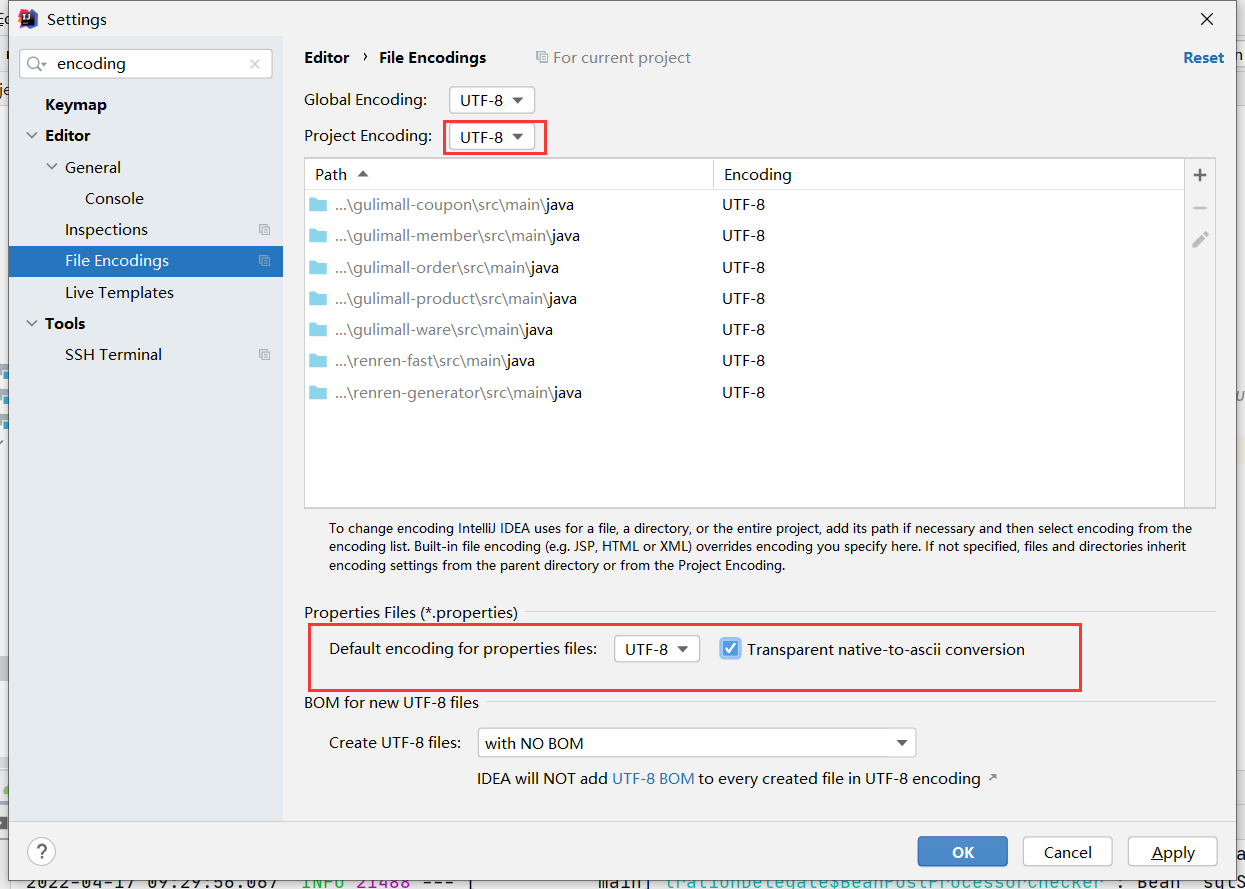 Settings
encoding
Keymap
Editor
General
Console
Inspections
File Encodings
Live Templates
Tools
SSH Terminal
Editor › File Encodings For current project Reset
Global Encoding: UTF-8
Project Encoding: UTF-8
Path Encoding
...\gulimall-coupon\src\main\java UTF-8
...\gulimall-member\src\main\java UTF-8
...\gulimall-order\src\main\java UTF-8
...\gulimall-product\src\main\java UTF-8
...\gulimall-ware\src\main\java UTF-8
...\renren-fast\src\main\java UTF-8
...\renren-generator\src\main\java UTF-8
To change encoding IntelliJ IDEA uses for a file, a directory, or the entire project, add its path if necessary and then select encoding from the
encoding list. Built-in file encoding (e.g. JSP, HTML or XML) overrides encoding you specify here. If not specified, files and directories inherit
encoding settings from the parent directory or from the Project Encoding.
Properties Files (*.properties)
Default encoding for properties files: UTF-8 Transparent native-to-ascii conversion
BOM for new UTF-8 files
Create UTF-8 files: with NO BOM
IDEA will NOT add UTF-8 BOM to every created file in UTF-8 encoding ↗
? OK Cancel Apply
2022-04-17 09:29:56.067 INFO 21488 --- [ main] trationDelegate$BeanPostProcessorChecker : Bean